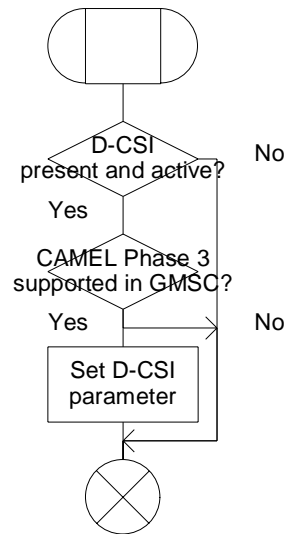 D-CSI
present and active?
No
Yes
CAMEL Phase 3
supported in GMSC?
Yes
No
Set D-CSI
parameter